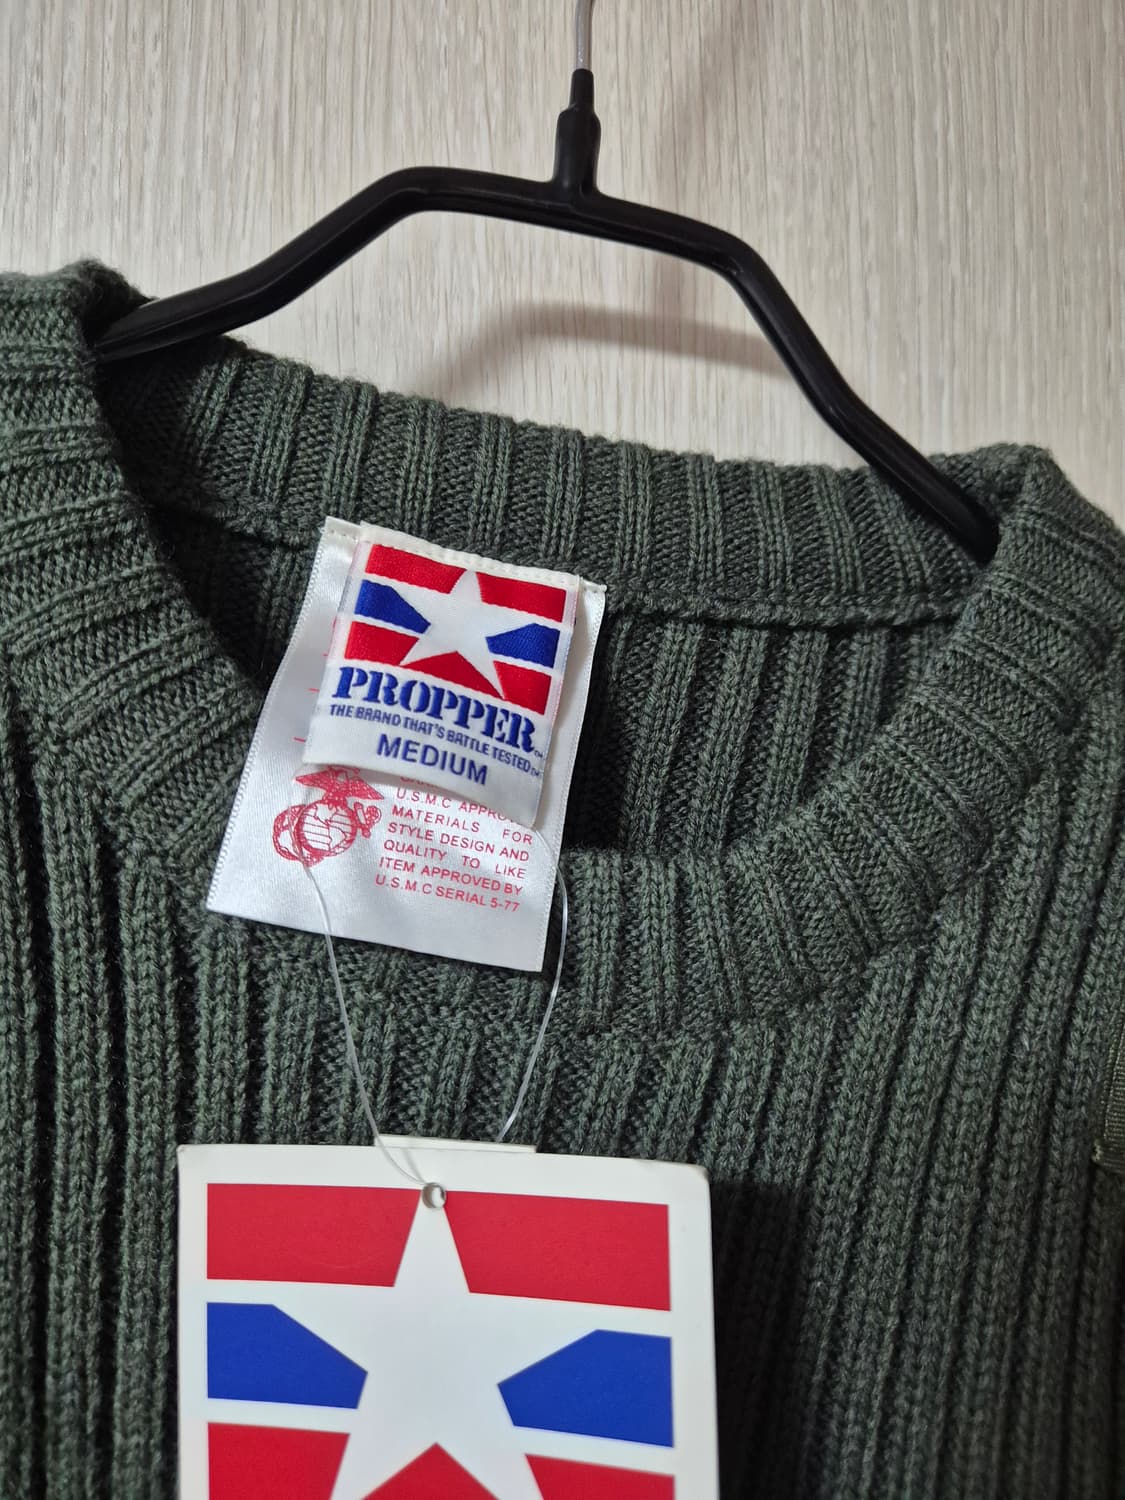 PROPPER
THE BRAND THAT'S BATTLE TESTED
MEDIUM
U.S.M.C
MATERIALS FOR
STYLE DESIGN AND
QUALITY TO LIKE
ITEM APPROVED BY
U.S.M.C SERIAL 5-77